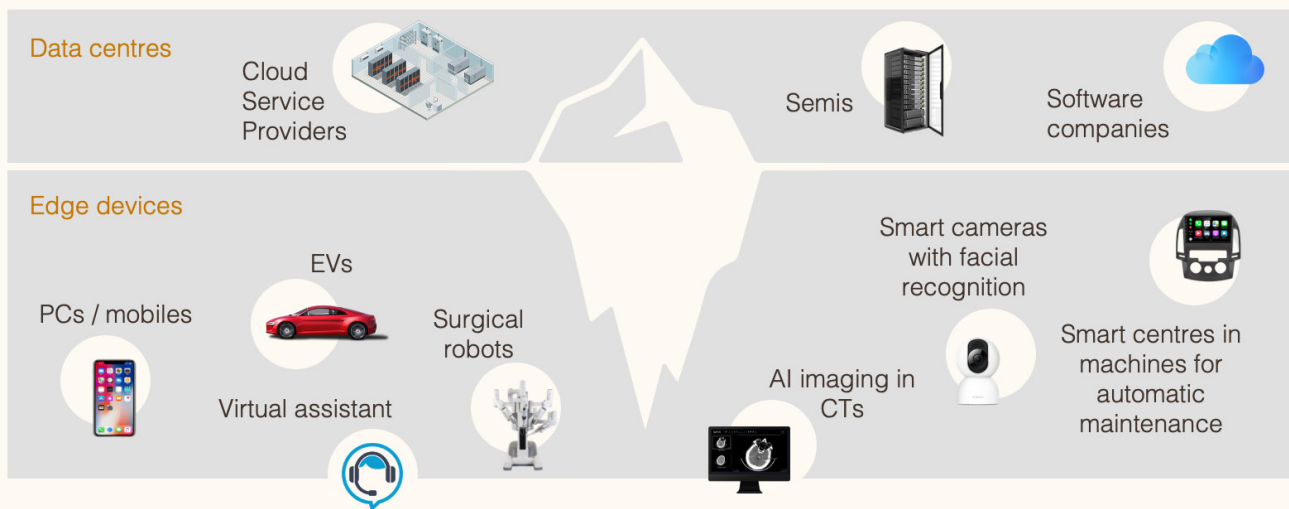 Data centres
Cloud
Service
Providers
Semis
Software
companies
Edge devices
PCs / mobiles
EVs
Virtual assistant
Surgical
robots
AI imaging in
CTs
Smart cameras
with facial
recognition
Smart centres in
machines for
automatic
maintenance